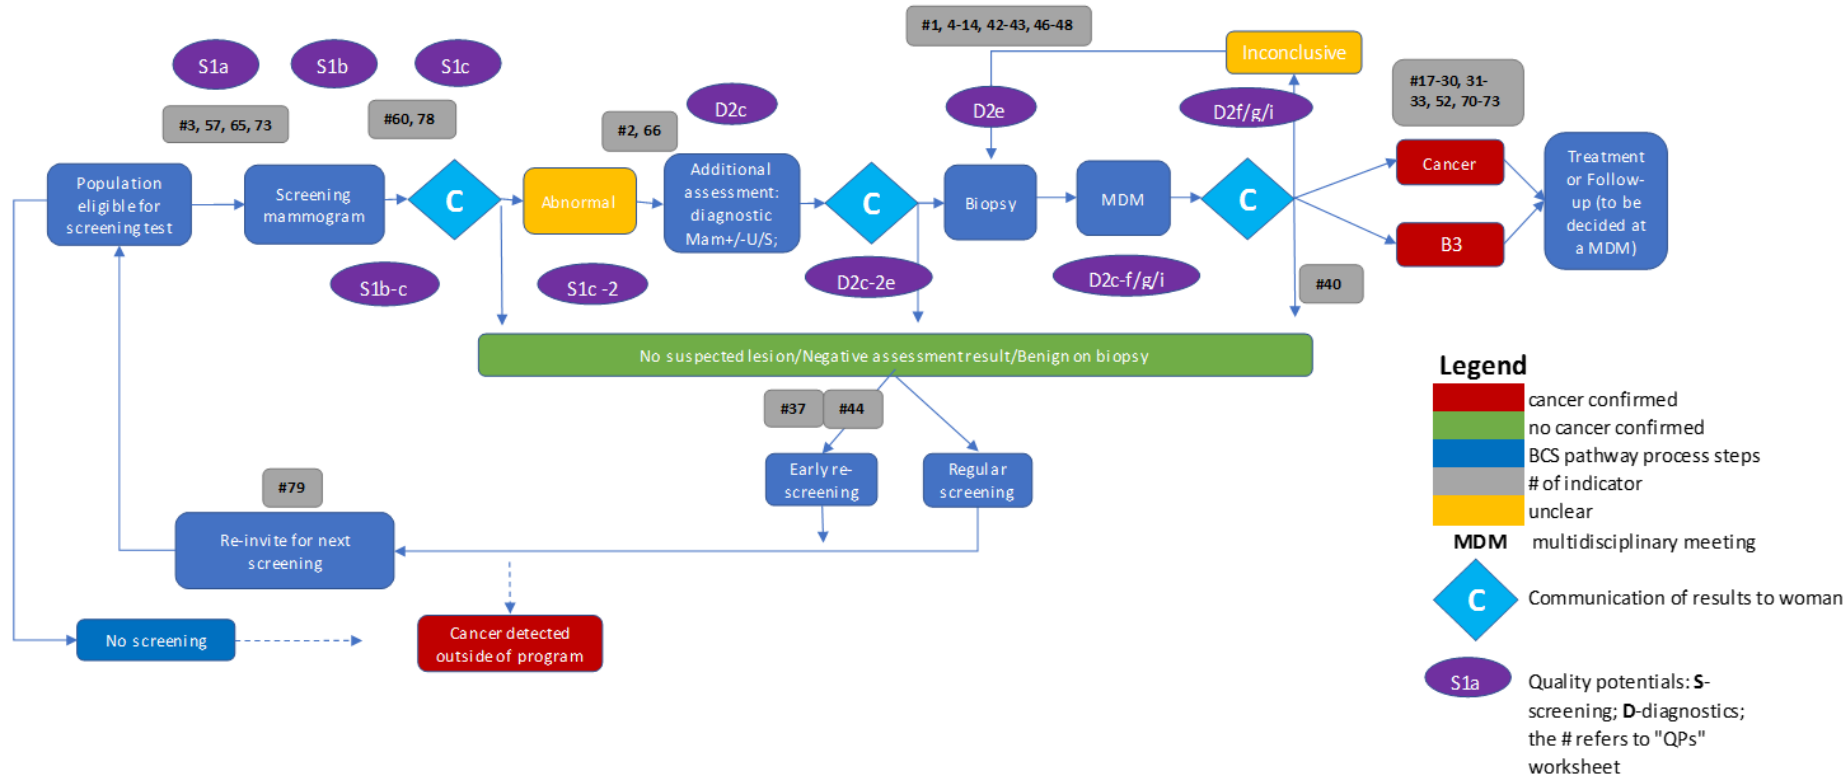 #1, 4-14, 42-43, 46-48
S1a
S1b
S1c
Inconclusive
#3, 57, 65, 73
#60, 78
#2, 66
D2c
D2e
D2f/g/i
#17-30, 31-
33, 52, 70-73
Population
eligible for
screening test
Screening
mammogram
C
Abnormal
Additional
assessment:
diagnostic
Mam+/-U/S;
C
Biopsy
MDM
C
Cancer
B3
Treatment
or Follow-
up (to be
decided at
a MDM)
S1b-c
S1c -2
D2c-2e
D2c-f/g/i
#40
No suspected lesion/Negative assessment result/Benign on biopsy
#37
#44
Early re-
screening
Regular
screening
#79
Re-invite for next
screening
No screening
Cancer detected
outside of program
Legend
cancer confirmed
no cancer confirmed
BCS pathway process steps
# of indicator
unclear
MDM multidisciplinary meeting
C
Communication of results to woman
S1a
Quality potentials: S-
screening; D-diagnostics;
the # refers to "QPs"
worksheet